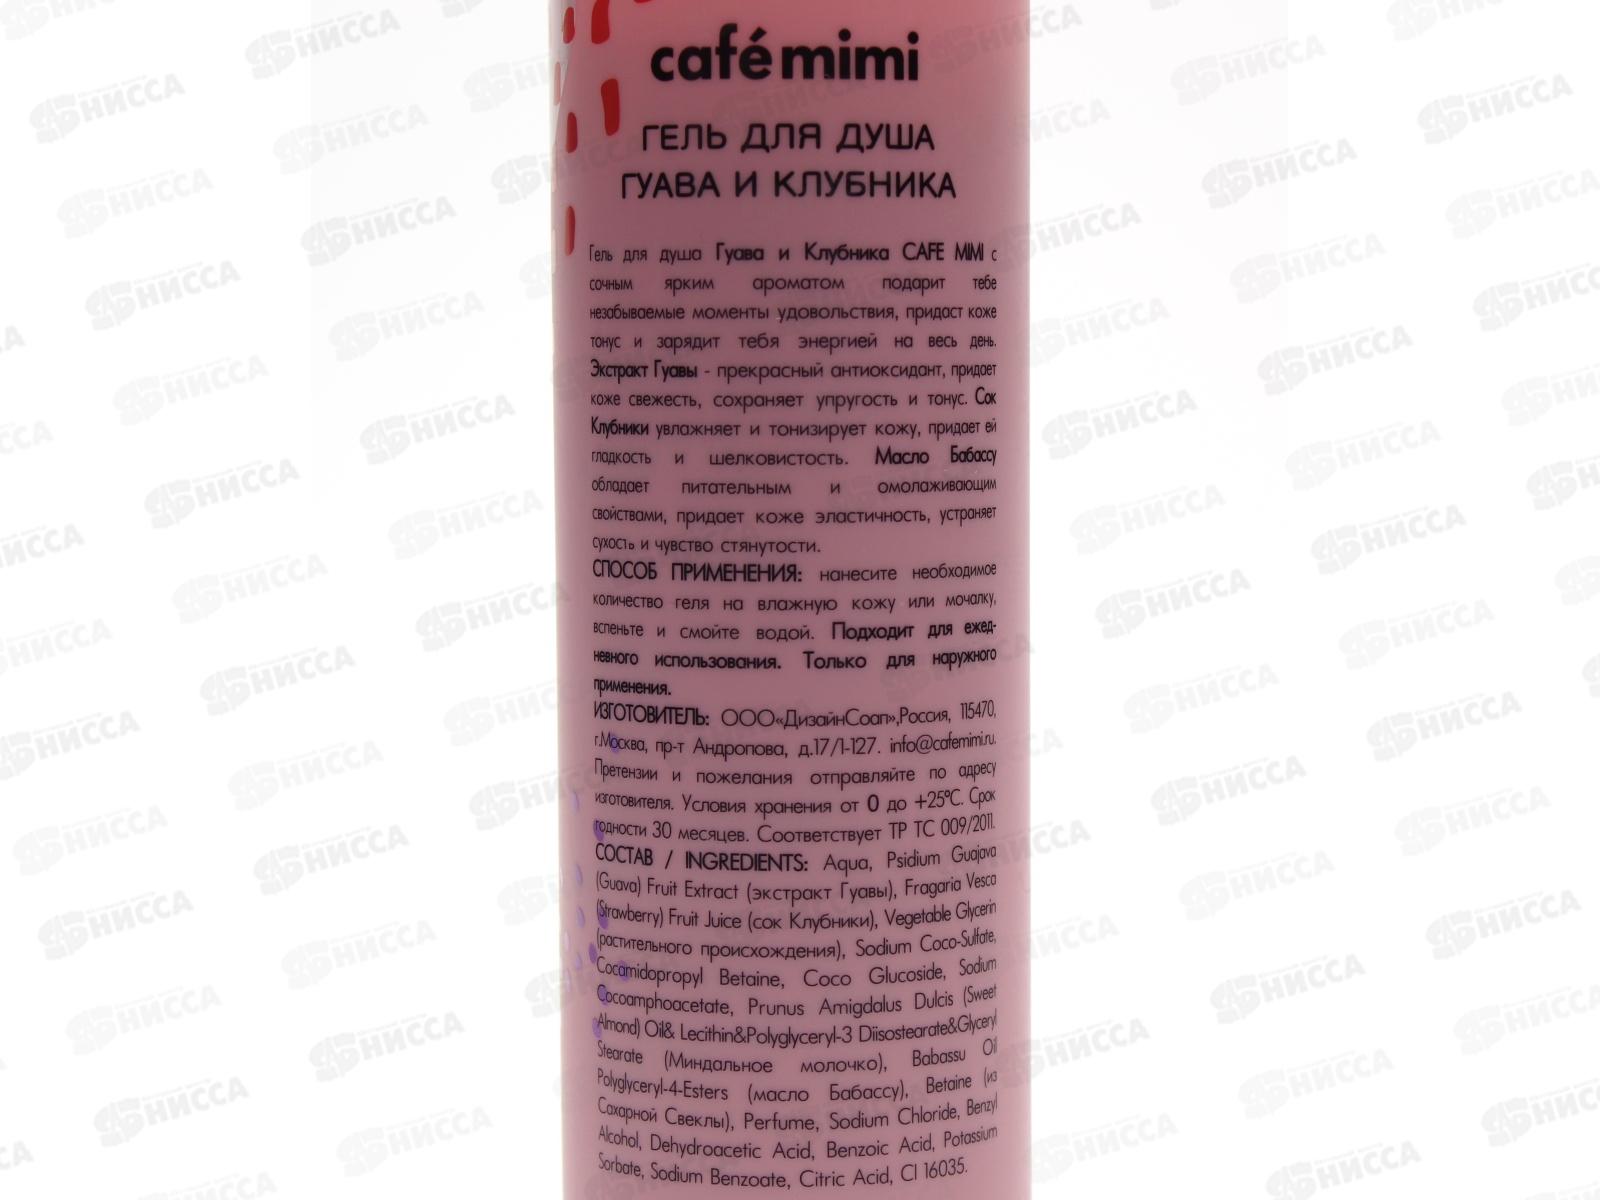 café mimi
ГЕЛЬ ДЛЯ ДУША
ГУАВА И КЛУБНИКА
Гель для душа Гуава и Клубника CAFE MIMI с
сочным ярким ароматом подарит тебе
незабываемые моменты удовольствия, придаст коже
тонус и зарядит тебя энергией на весь день.
Экстракт Гуавы - прекрасный антиоксидант, придает
коже свежесть, сохраняет упругость и тонус. Сок
Клубники увлажняет и тонизирует кожу, придает ей
гладкость и шелковистость. Масло Бабассу
обладает питательным и омолаживающим
свойствами, придает коже эластичность, устраняет
сухость и чувство стянутости.
СПОСОБ ПРИМЕНЕНИЯ: нанесите необходимое
количество геля на влажную кожу или мочалку,
вспеньте и смойте водой. Подходит для ежед-
невного использования. Только для наружного
применения.
ИЗГОТОВИТЕЛЬ: ООО«ДизайнСоап»,Россия, 115470,
г.Москва, пр-т Андропова, д.17/1-127. info@cafemimi.ru.
Претензии и пожелания отправляйте по адресу
изготовителя. Условия хранения от 0 до +25°C. Срок
годности 30 месяцев. Соответствует ТР ТС 009/2011.
СОСТАВ / INGREDIENTS: Aqua, Psidium Guajava
(Guava) Fruit Extract (экстракт Гуавы), Fragaria Vesca
(Strawberry) Fruit Juice (сок Клубники), Vegetable Glycerin
(растительного происхождения), Sodium Coco-Sulfate,
Cocamidopropyl Betaine, Coco Glucoside, Sodium
Cocoamphoacetate, Prunus Amigdalus Dulcis (Sweet
Almond) Oil& Lecithin&Polyglyceryl-3 Diisostearate&Glyceryl
Stearate (Миндальное молочко), Babassu Oil
Polyglyceryl-4-Esters (масло Бабассу), Betaine (из
Сахарной Свеклы), Perfume, Sodium Chloride, Benzyl
Alcohol, Dehydroacetic Acid, Benzoic Acid, Potassium
Sorbate, Sodium Benzoate, Citric Acid, CI 16035.